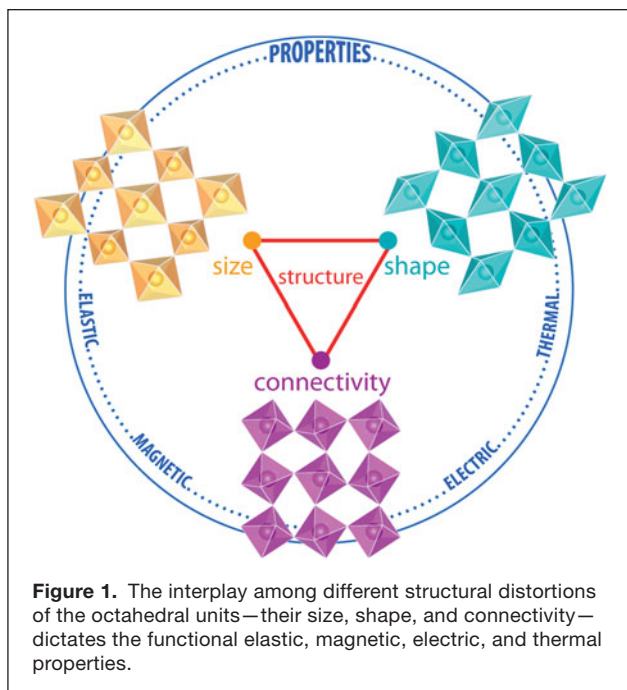 PROPERTIES
size
shape
structure
ELASTIC
THERMAL
connectivity
MAGNETIC
ELECTRIC
Figure 1. The interplay among different structural distortions
of the octahedral units—their size, shape, and connectivity—
dictates the functional elastic, magnetic, electric, and thermal
properties.